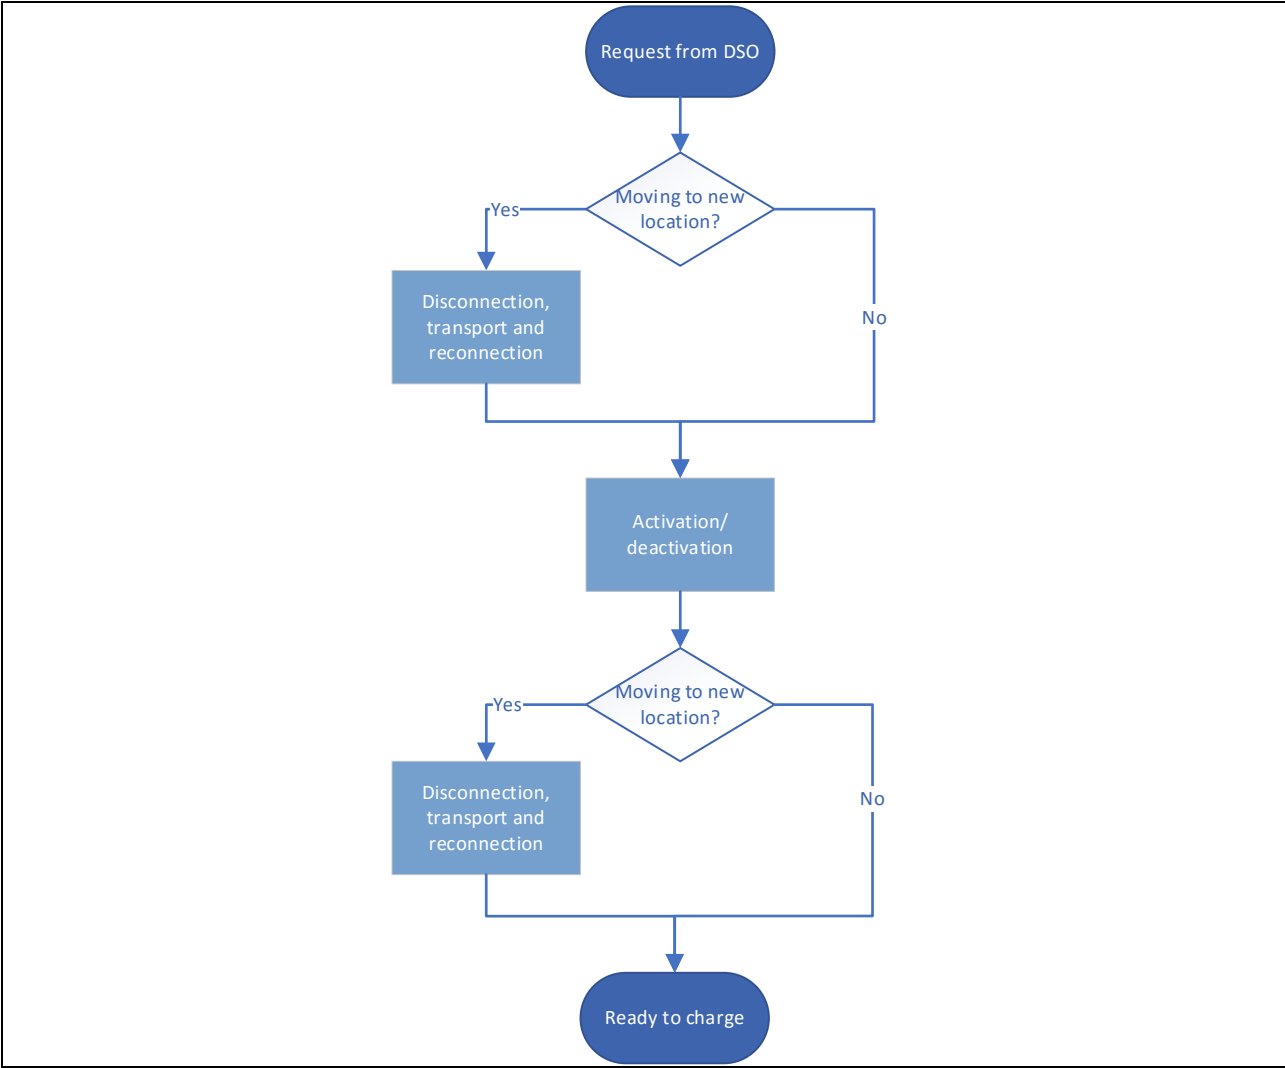 Request from DSO
Moving to new
location?
Yes
Disconnection,
transport and
reconnection
No
Activation/
deactivation
Moving to new
location?
Yes
Disconnection,
transport and
reconnection
No
Ready to charge